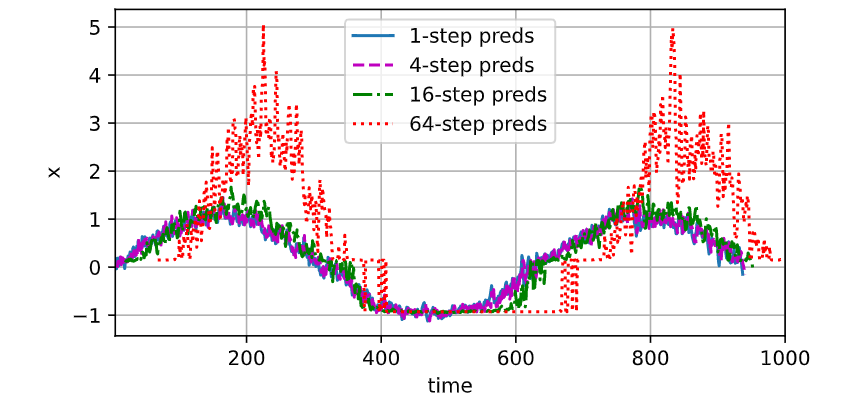 5
4
3
2
1
0
−1
x
1-step preds
4-step preds
16-step preds
64-step preds
200 400 600 800 1000
time